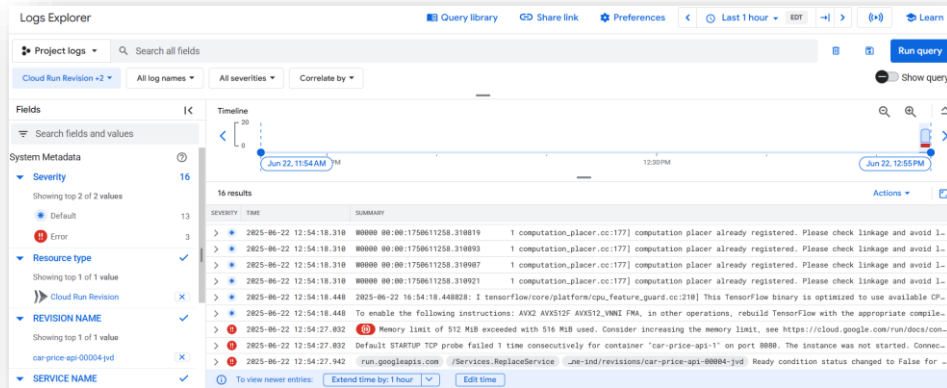 Logs Explorer
Query library
Share link
Preferences
Last 1 hour
EDT
Learn
Project logs
Search all fields
Run query
Cloud Run Revision +2
All log names
All severities
Correlate by
Show query
Fields
Timeline
Search fields and values
20
0
System Metadata
Jun 22, 11:54 AM
PM
12:30 PM
Jun 22, 12:55 PM
Severity 16
Showing top 2 of 2 values
16 results
Actions
SEVERITY TIME SUMMARY
Default 13
Error 3
2025-06-22 12:54:18.310 W0000 00:00:1750611258.310819 1 computation_placer.cc:177] computation placer already registered. Please check linkage and avoid l…
2025-06-22 12:54:18.310 W0000 00:00:1750611258.310893 1 computation_placer.cc:177] computation placer already registered. Please check linkage and avoid l…
Resource type
Showing top 1 of 1 value
2025-06-22 12:54:18.310 W0000 00:00:1750611258.310907 1 computation_placer.cc:177] computation placer already registered. Please check linkage and avoid l…
2025-06-22 12:54:18.310 W0000 00:00:1750611258.310921 1 computation_placer.cc:177] computation placer already registered. Please check linkage and avoid l…
Cloud Run Revision
2025-06-22 12:54:18.448 2025-06-22 16:54:18.448828: I tensorflow/core/platform/cpu_feature_guard.cc:210] This TensorFlow binary is optimized to use available CP…
2025-06-22 12:54:18.448 To enable the following instructions: AVX2 AVX512F AVX512_VNNI FMA, in other operations, rebuild TensorFlow with the appropriate compile…
REVISION NAME
Showing top 1 of 1 value
2025-06-22 12:54:27.032 Memory limit of 512 MiB exceeded with 516 MiB used. Consider increasing the memory limit, see https://cloud.google.com/run/docs/con…
2025-06-22 12:54:27.032 Default STARTUP TCP probe failed 1 time consecutively for container "car-price-api-1" on port 8080. The instance was not started. Connec…
car-price-api-00004-jvd
2025-06-22 12:54:27.942 run.googleapis.com /Services.ReplaceService …ne-ind/revisions/car-price-api-00004-jvd Ready condition status changed to False for …
SERVICE NAME
To view newer entries:
Extend time by: 1 hour
Edit time